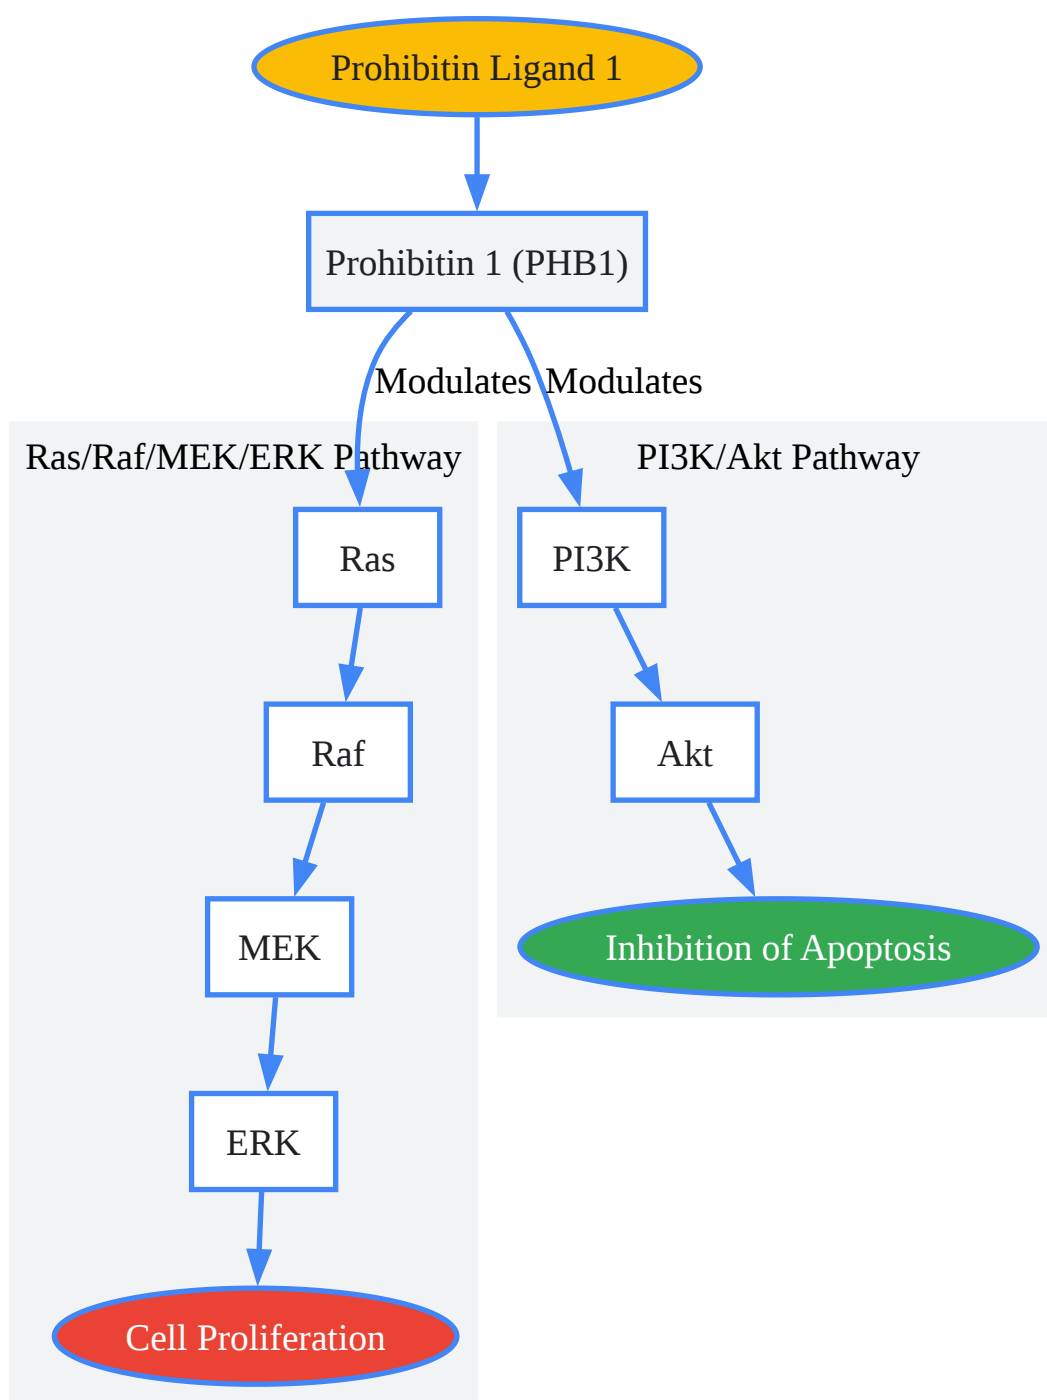 Prohibitin Ligand 1
Prohibitin 1 (PHB1)
Modulates
Modulates
Ras/Raf/MEK/ERK Pathway
PI3K/Akt Pathway
Ras
PI3K
Raf
Akt
MEK
Inhibition of Apoptosis
ERK
Cell Proliferation